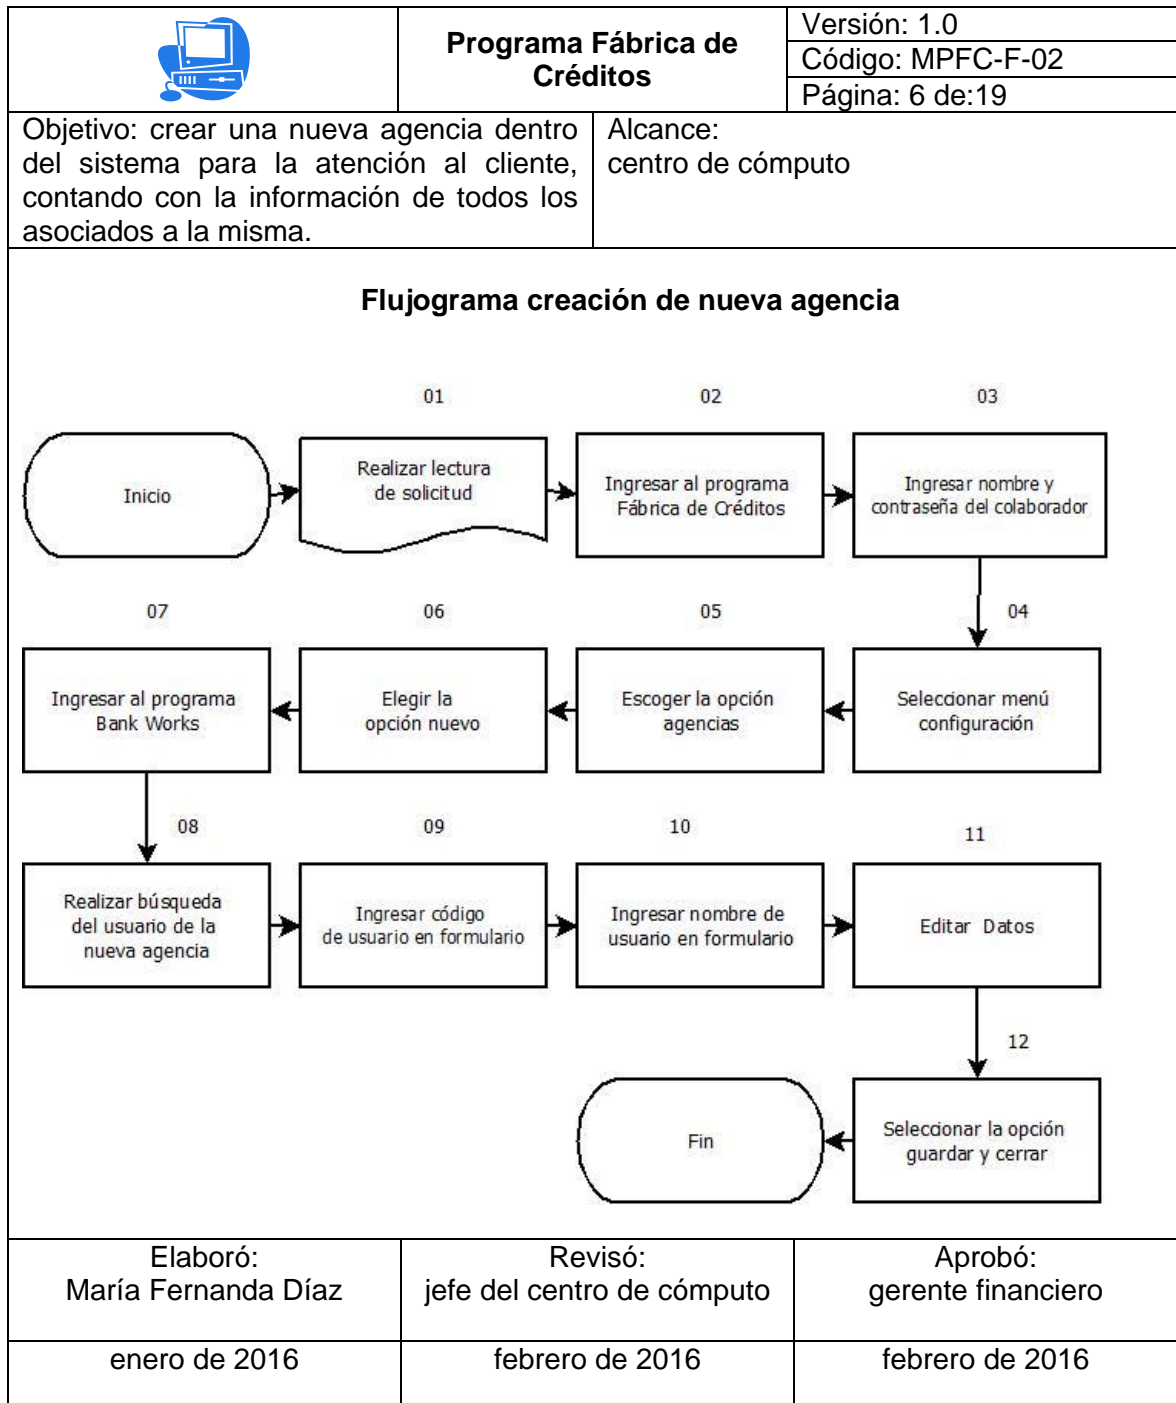 Programa Fábrica de
Créditos
Versión: 1.0
Código: MPFC-F-02
Página: 6 de:19
Objetivo: crear una nueva agencia dentro
del sistema para la atención al cliente,
contando con la información de todos los
asociados a la misma.
Alcance:
centro de cómputo
Flujograma creación de nueva agencia
Inicio
01
Realizar lectura
de solicitud
02
Ingresar al programa
Fábrica de Créditos
03
Ingresar nombre y
contraseña del colaborador
04
Seleccionar menú
configuración
05
Escoger la opción
agencias
06
Elegir la
opción nuevo
07
Ingresar al programa
Bank Works
08
Realizar búsqueda
del usuario de la
nueva agencia
09
Ingresar código
de usuario en formulario
10
Ingresar nombre de
usuario en formulario
11
Editar Datos
12
Seleccionar la opción
guardar y cerrar
Fin
Elaboró:
María Fernanda Díaz
Revisó:
jefe del centro de cómputo
Aprobó:
gerente financiero
enero de 2016
febrero de 2016
febrero de 2016